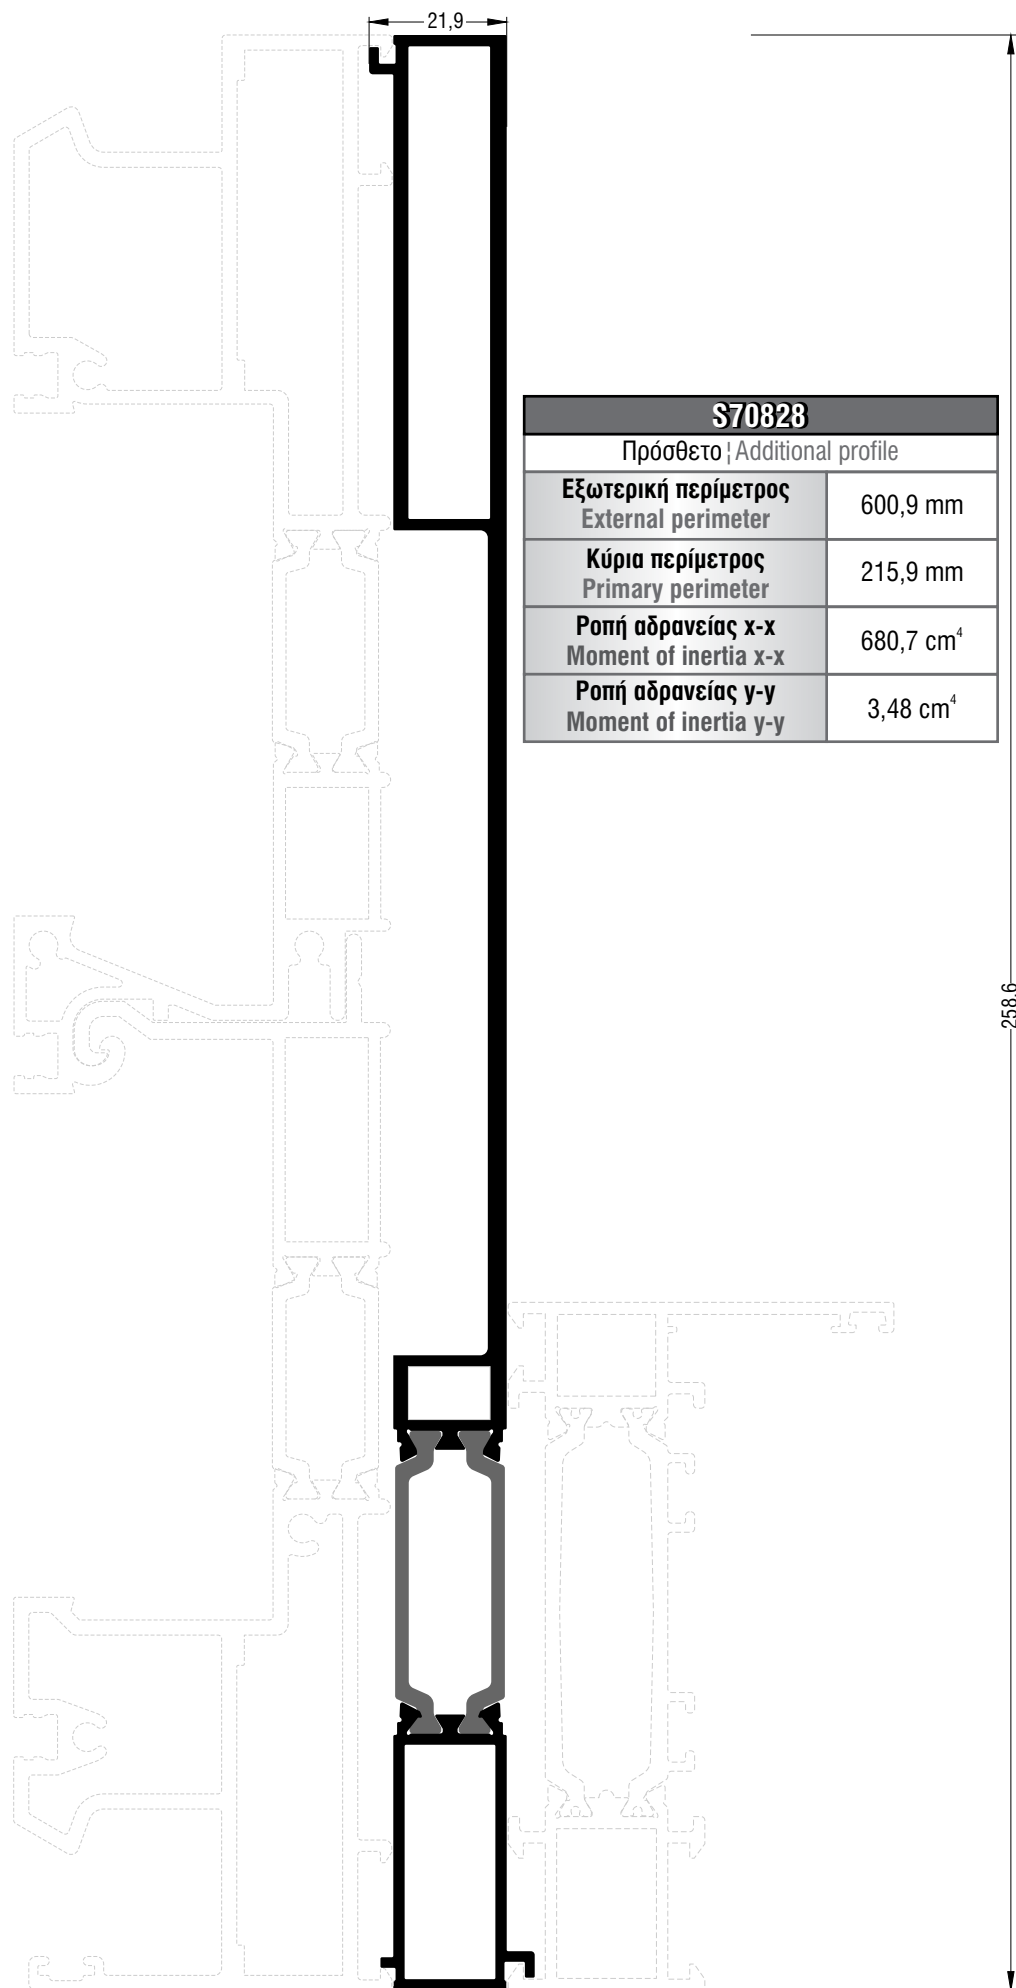 21,9
S70828
Πρόσθετο ¦ Additional profile
Εξωτερική περίμετρος
External perimeter
600,9 mm
Κύρια περίμετρος
Primary perimeter
215,9 mm
Ροπή αδρανείας x-x
Moment of inertia x-x
680,7 cm⁴
Ροπή αδρανείας y-y
Moment of inertia y-y
3,48 cm⁴
258,6